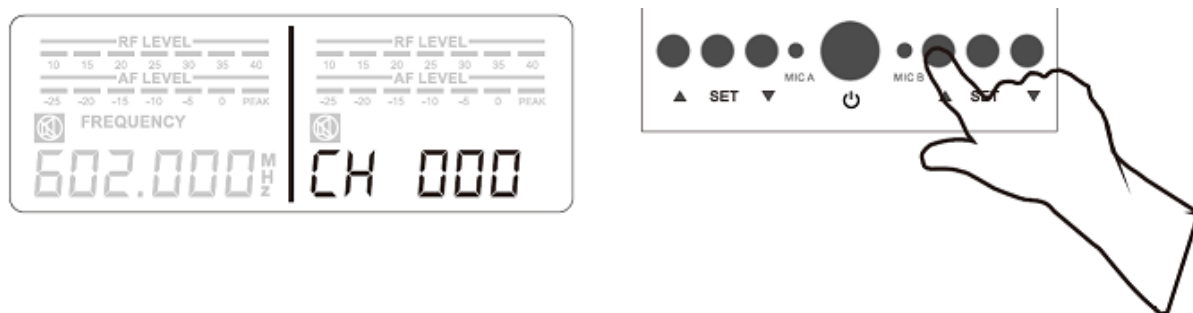 RF LEVEL
10 15 20 25 30 35 40
AF LEVEL
-25 -20 -15 -10 -5 0 PEAK
FREQUENCY
602.000 MHz
RF LEVEL
10 15 20 25 30 35 40
AF LEVEL
-25 -20 -15 -10 -5 0 PEAK
CH 000
MIC A MIC B
▲ SET ▼ ⏻ ▲ SET ▼